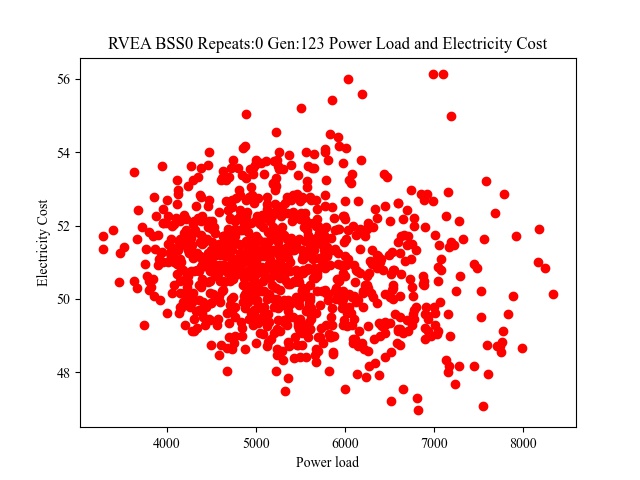 RVEA BSS0 Repeats:0 Gen:123 Power Load and Electricity Cost
56
54
52
50
48
Electricity Cost
4000 5000 6000 7000 8000
Power load